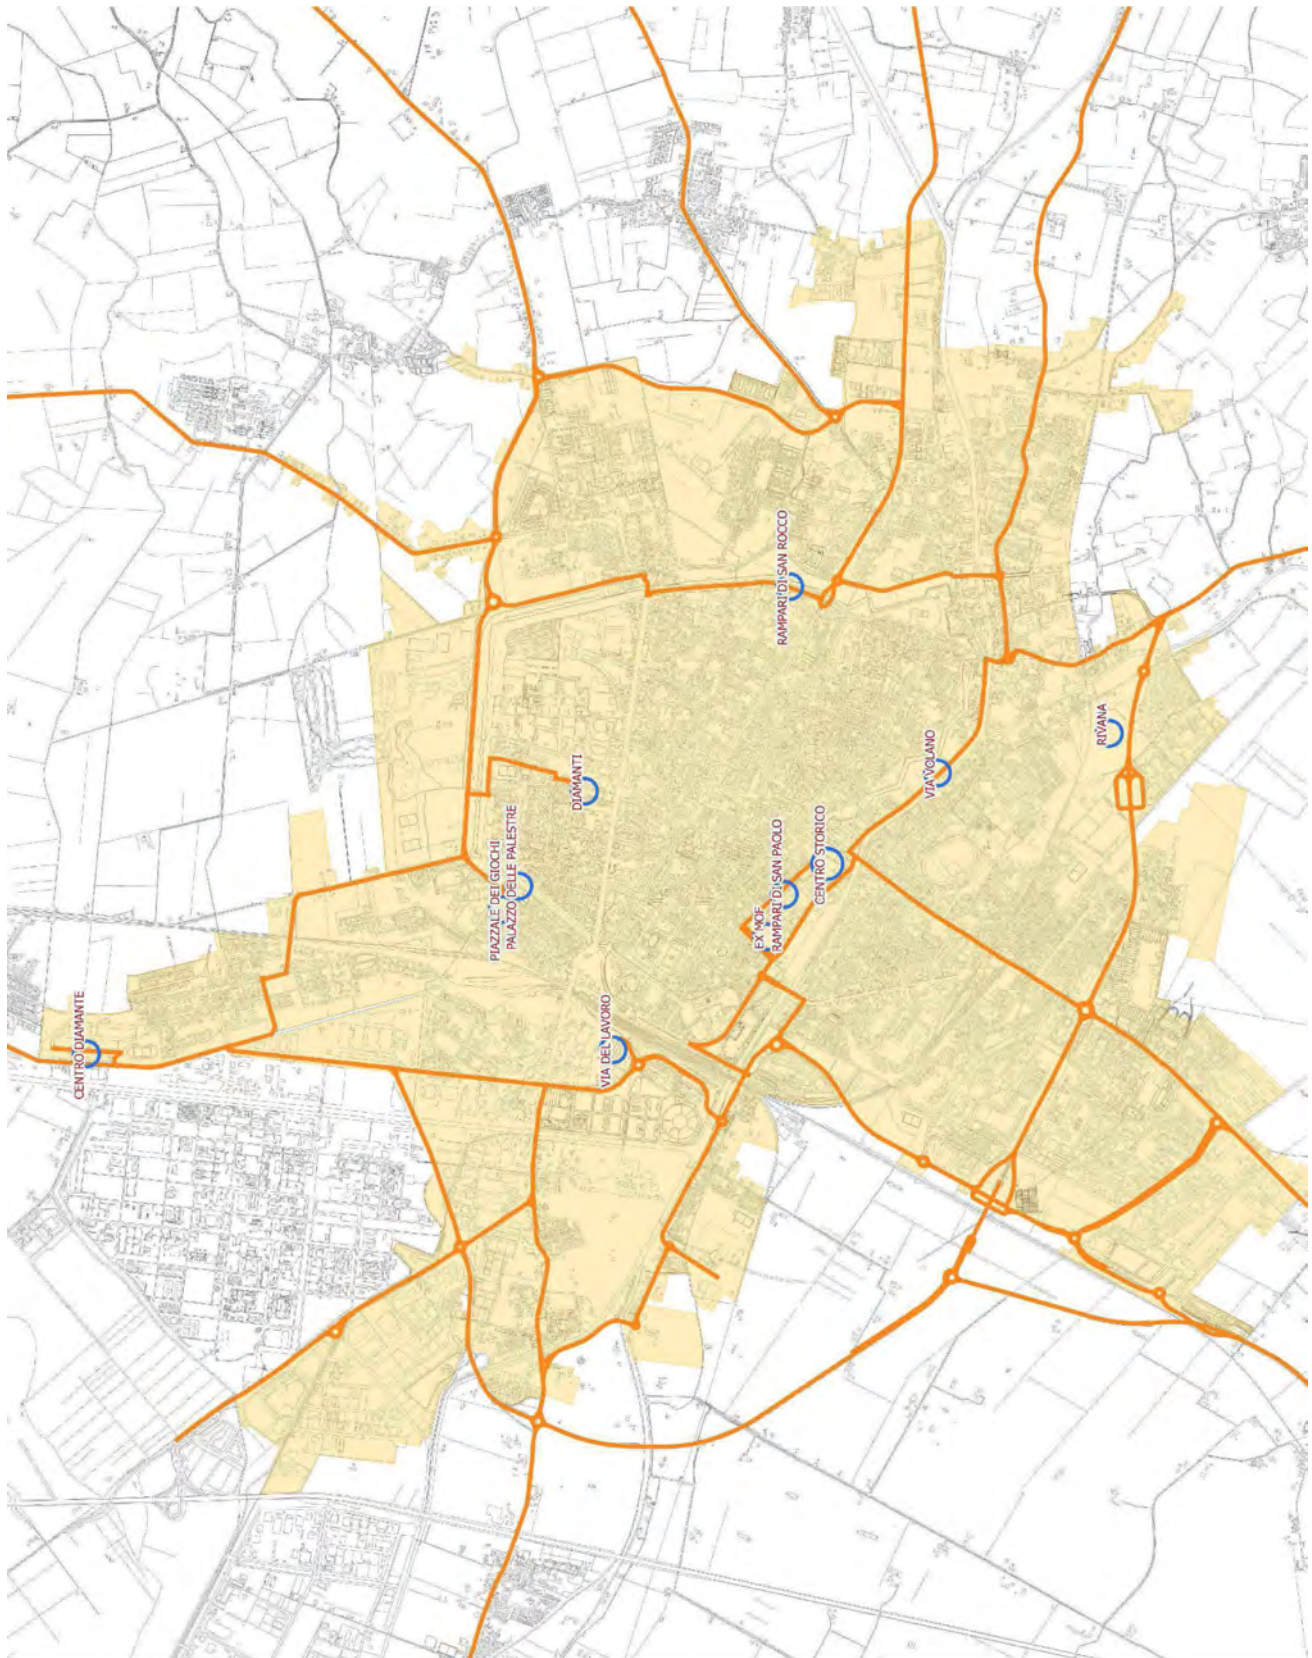 CENTRO DIAMANTE
PIAZZALE DEI GIOCHI
PALAZZO DELLE PALESTRE
DIAMANTI
VIA DEL LAVORO
EX MOF
RAMPARI DI SAN PAOLO
CENTRO STORICO
RAMPARI DI SAN ROCCO
VIA VOLANO
RIVANA